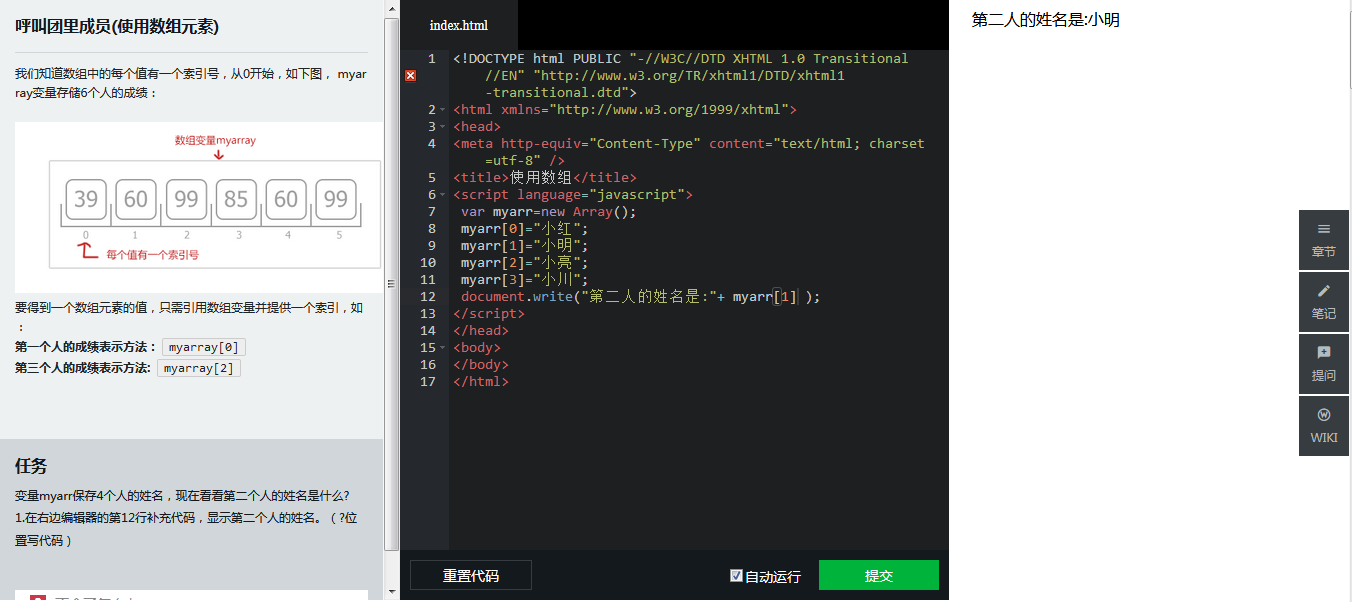 呼叫团里成员(使用数组元素)
我们知道数组中的每个值有一个索引号，从0开始，如下图， myar
ray变量存储6个人的成绩：
数组变量myarray
39 60 99 85 60 99
0 1 2 3 4 5
每个值有一个索引号
要得到一个数组元素的值，只需引用数组变量并提供一个索引，如
：
第一个人的成绩表示方法： myarray[0]
第三个人的成绩表示方法: myarray[2]
任务
变量myarr保存4个人的姓名，现在看看第二个人的姓名是什么?
1.在右边编辑器的第12行补充代码，显示第二个人的姓名。（ ?位
置写代码 ）
index.html
1 <!DOCTYPE html PUBLIC "-//W3C//DTD XHTML 1.0 Transitional
//EN" "http://www.w3.org/TR/xhtml1/DTD/xhtml1
-transitional.dtd">
2 <html xmlns="http://www.w3.org/1999/xhtml">
3 <head>
4 <meta http-equiv="Content-Type" content="text/html; charset
=utf-8" />
5 <title>使用数组</title>
6 <script language="javascript">
7 var myarr=new Array();
8 myarr[0]="小红";
9 myarr[1]="小明";
10 myarr[2]="小亮";
11 myarr[3]="小川";
12 document.write("第二人的姓名是:"+ myarr[1] );
13 </script>
14 </head>
15 <body>
16 </body>
17 </html>
重置代码
自动运行
提交
第二人的姓名是:小明
章节
笔记
提问
WIKI